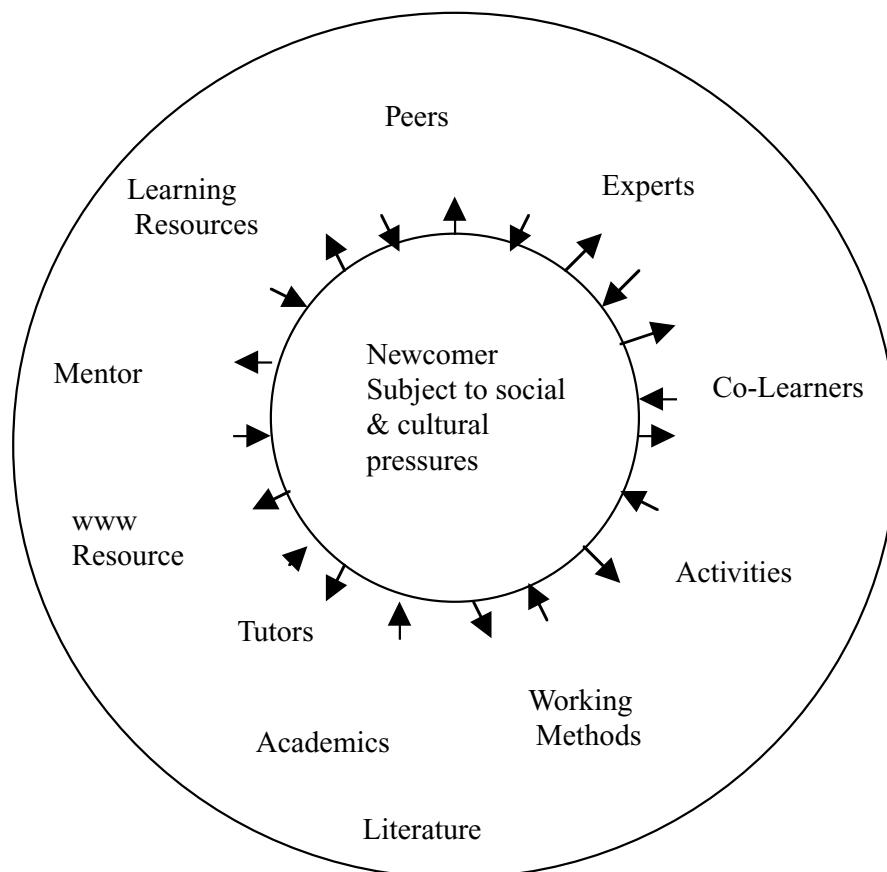 Peers
Experts
Learning
Resources
Newcomer
Subject to social
& cultural
pressures
Mentor
Co-Learners
www
Resource
Activities
Tutors
Working
Methods
Academics
Literature